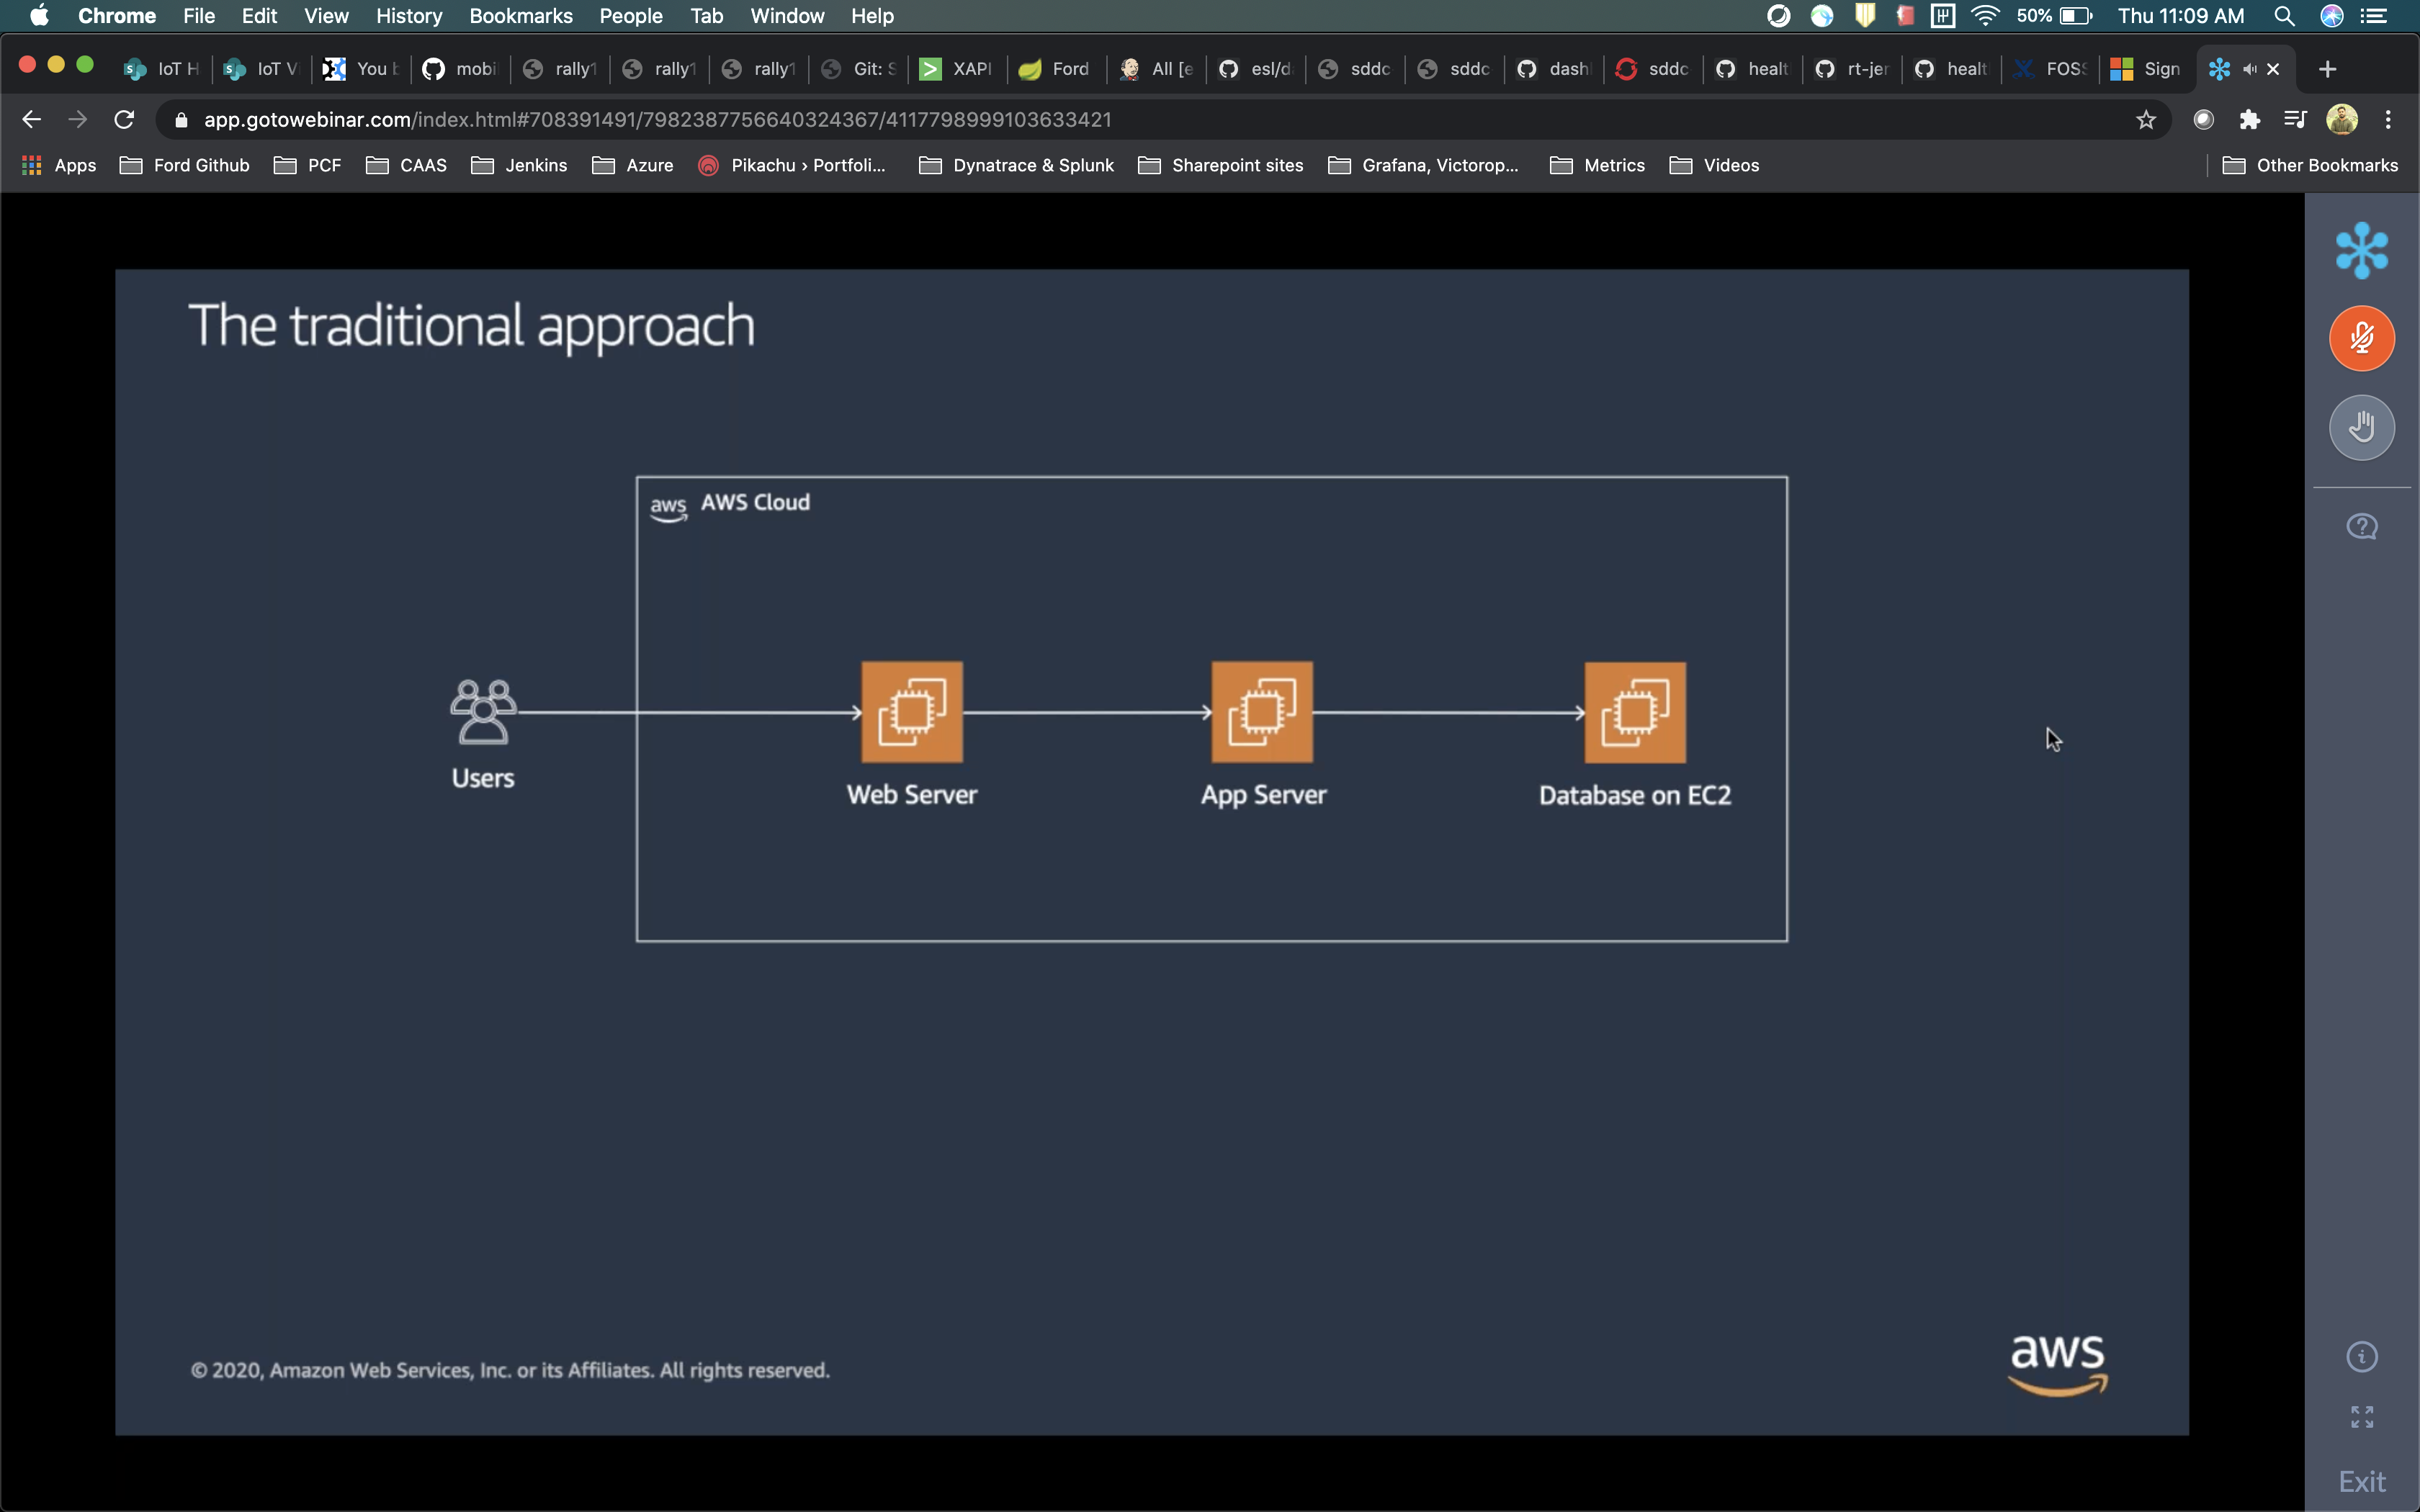 Chrome File Edit View History Bookmarks People Tab Window Help 50% Thu 11:09 AM
IoT H IoT V You b mobi rally1 rally1 rally1 Git: S XAPI Ford All [e esl/d sddc sddc dash sddc healt rt-jer healt FOSS Sign
app.gotowebinar.com/index.html#708391491/7982387756640324367/4117798999103633421
Apps Ford Github PCF CAAS Jenkins Azure Pikachu › Portfoli... Dynatrace & Splunk Sharepoint sites Grafana, Victorop... Metrics Videos Other Bookmarks
The traditional approach
aws AWS Cloud
Users
Web Server App Server Database on EC2
© 2020, Amazon Web Services, Inc. or its Affiliates. All rights reserved.
aws
Exit